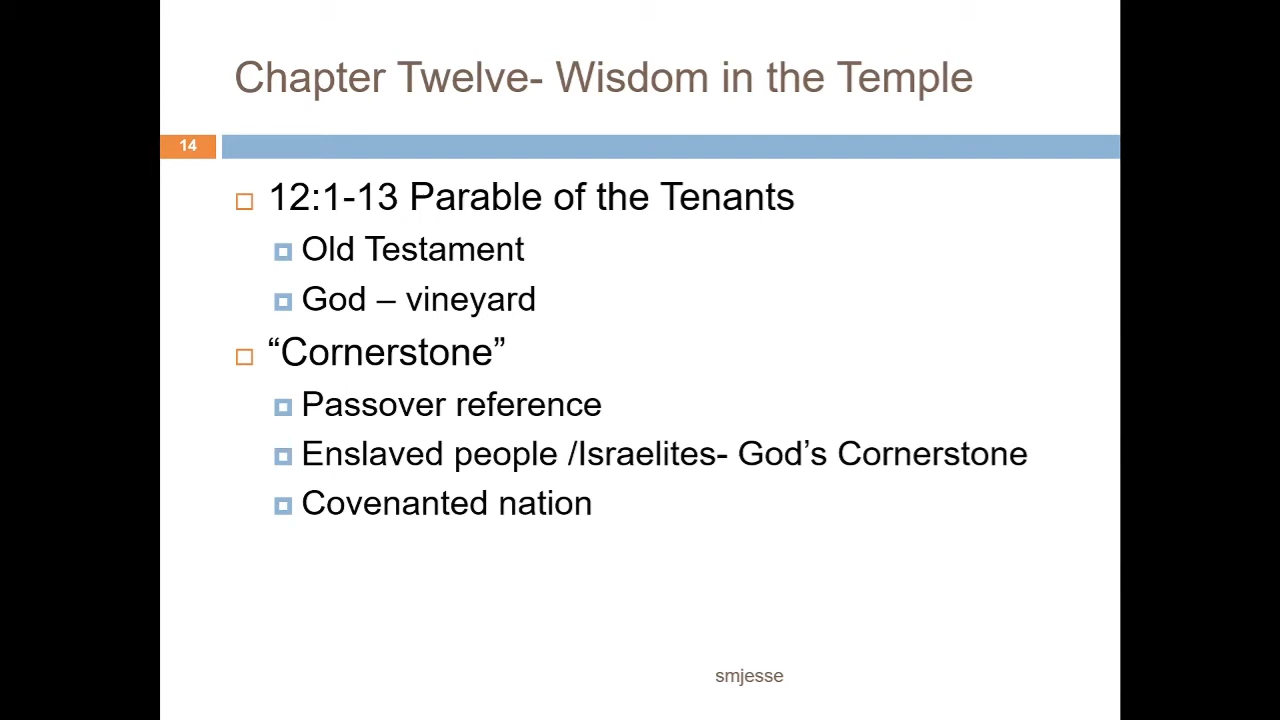 Chapter Twelve- Wisdom in the Temple
14
12:1-13 Parable of the Tenants
Old Testament
God – vineyard
“Cornerstone”
Passover reference
Enslaved people /Israelites- God’s Cornerstone
Covenanted nation
smjesse